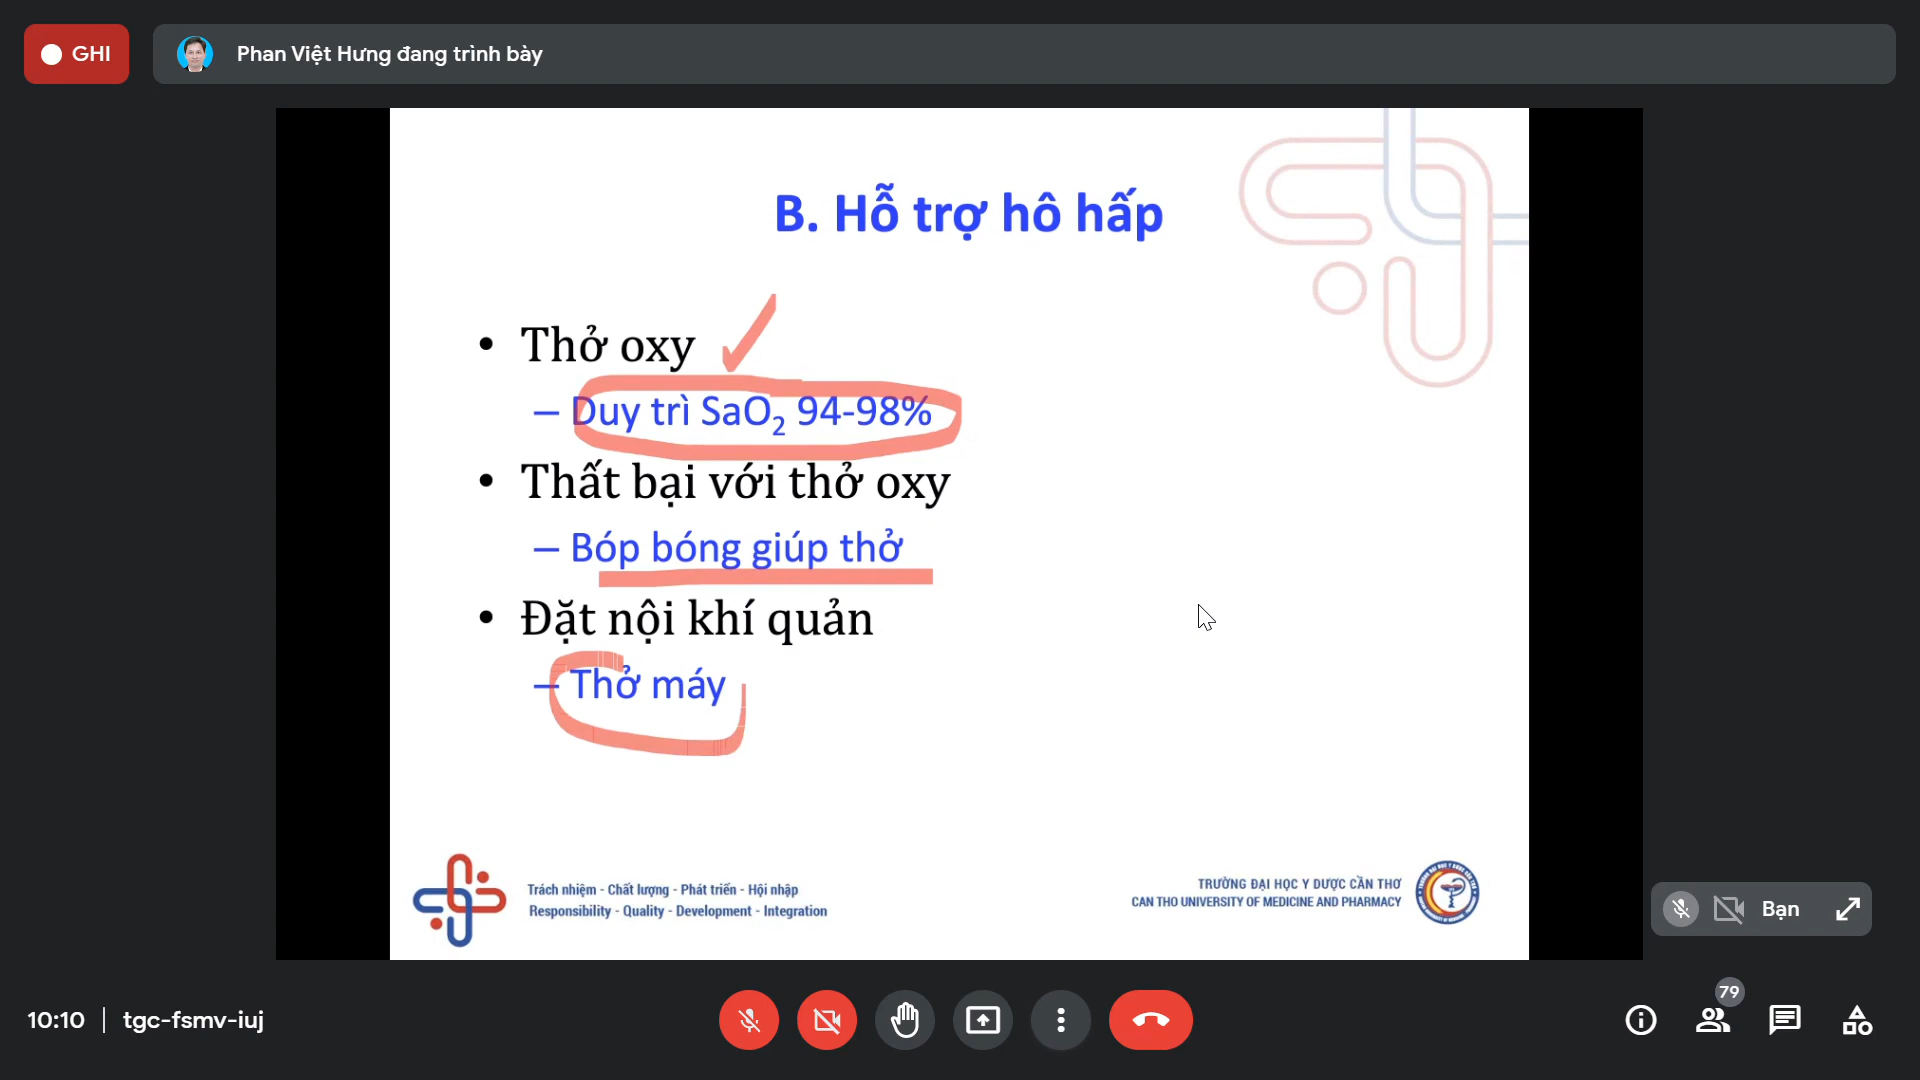 GHI
Phan Việt Hưng đang trình bày
B. Hỗ trợ hô hấp
• Thở oxy
– Duy trì SaO₂ 94-98%
• Thất bại với thở oxy
– Bóp bóng giúp thở
• Đặt nội khí quản
– Thở máy
Trách nhiệm - Chất lượng - Phát triển - Hội nhập
Responsibility - Quality - Development - Integration
TRƯỜNG ĐẠI HỌC Y DƯỢC CẦN THƠ
CAN THO UNIVERSITY OF MEDICINE AND PHARMACY
Bạn
79
10:10 | tgc-fsmv-iuj